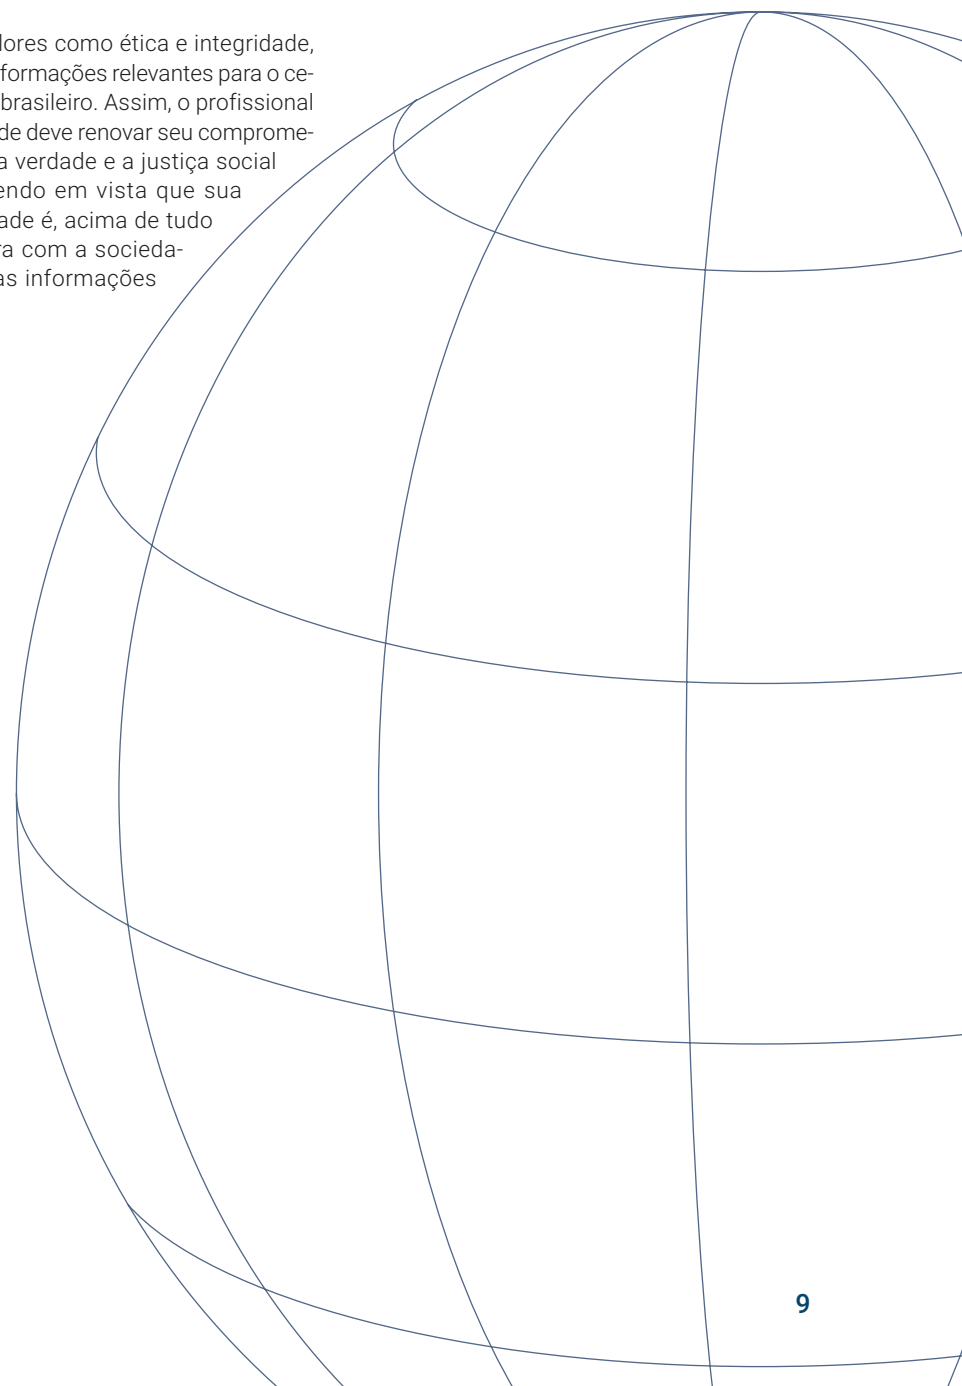 lores como ética e integridade,
formações relevantes para o ce-
brasileiro. Assim, o profissional
de deve renovar seu comprome-
a verdade e a justiça social
endo em vista que sua
ade é, acima de tudo
ra com a socieda-
as informações
9